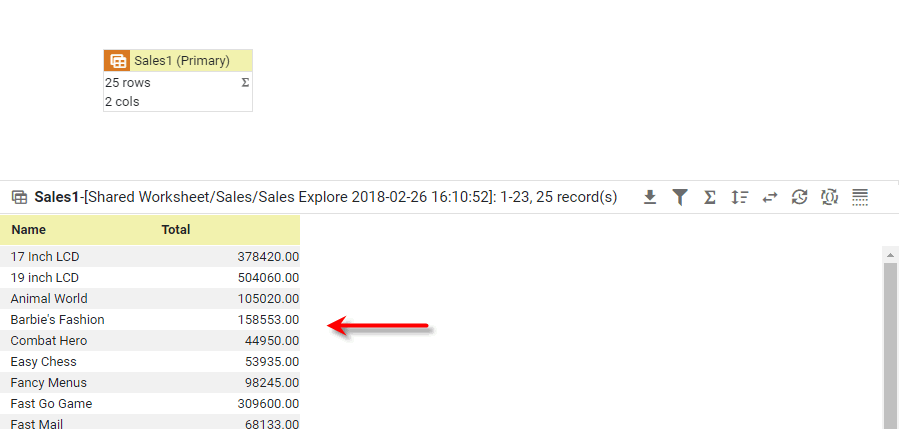 Sales1 (Primary)
25 rows Σ
2 cols
Sales1-[Shared Worksheet/Sales/Sales Explore 2018-02-26 16:10:52]: 1-23, 25 record(s) Σ
Name Total
17 Inch LCD 378420.00
19 inch LCD 504060.00
Animal World 105020.00
Barbie's Fashion 158553.00
Combat Hero 44950.00
Easy Chess 53935.00
Fancy Menus 98245.00
Fast Go Game 309600.00
Fast Mail 68133.00